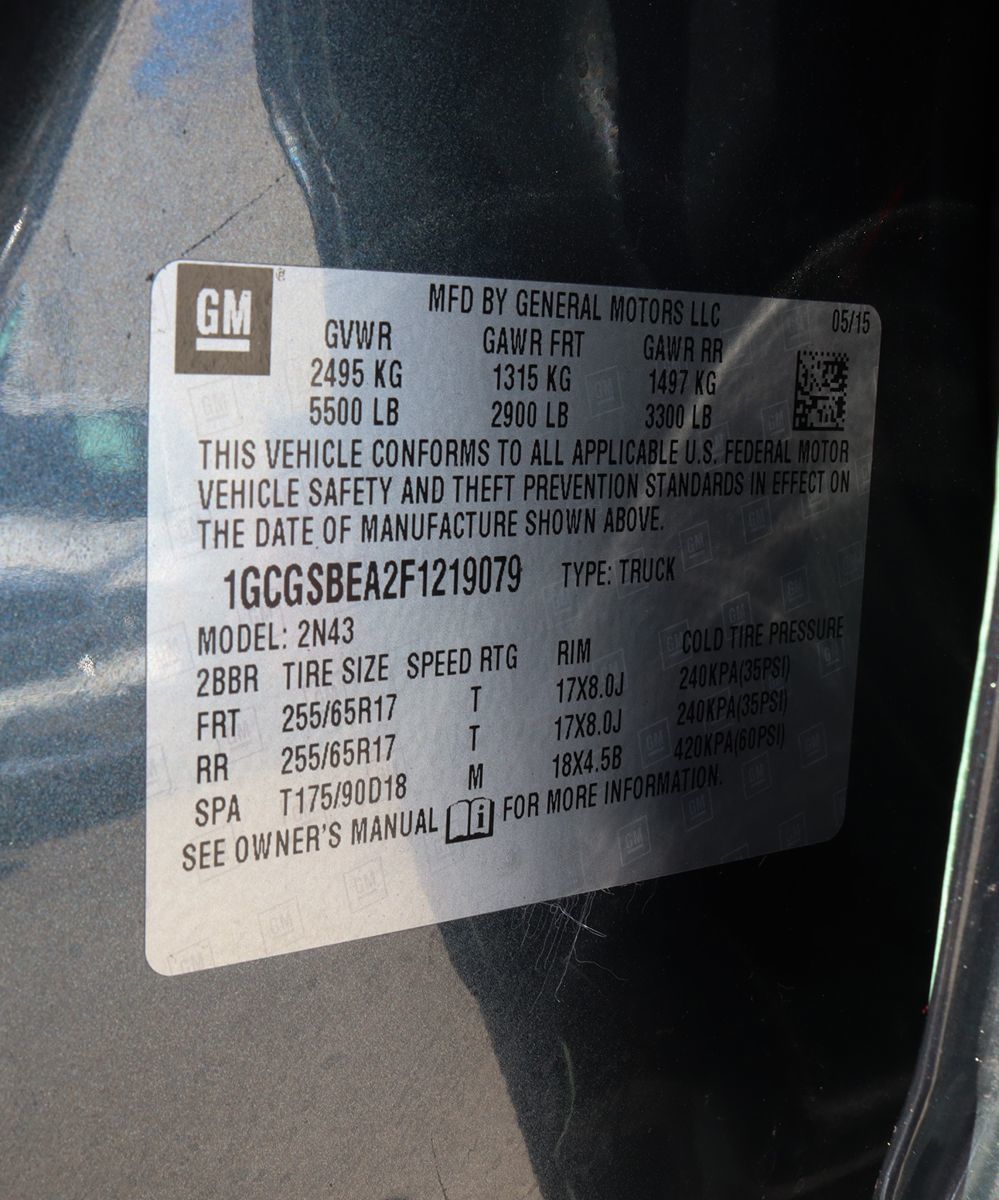 GM ®
MFD BY GENERAL MOTORS LLC 05/15
GVWR GAWR FRT GAWR RR
2495 KG 1315 KG 1497 KG
5500 LB 2900 LB 3300 LB
THIS VEHICLE CONFORMS TO ALL APPLICABLE U.S. FEDERAL MOTOR
VEHICLE SAFETY AND THEFT PREVENTION STANDARDS IN EFFECT ON
THE DATE OF MANUFACTURE SHOWN ABOVE.
1GCGSBEA2F1219079 TYPE: TRUCK
MODEL: 2N43
2BBR TIRE SIZE SPEED RTG RIM COLD TIRE PRESSURE
FRT 255/65R17 T 17X8.0J 240KPA(35PSI)
RR 255/65R17 T 17X8.0J 240KPA(35PSI)
SPA T175/90D18 M 18X4.5B 420KPA(60PSI)
SEE OWNER'S MANUAL i FOR MORE INFORMATION.